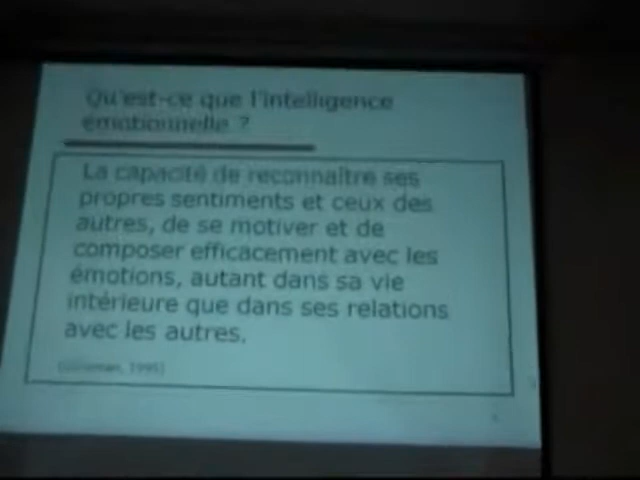 Qu'est-ce que l'intelligence
émotionnelle ?
La capacité de reconnaître ses
propres sentiments et ceux des
autres, de se motiver et de
composer efficacement avec les
émotions, autant dans sa vie
intérieure que dans ses relations
avec les autres.
(Goleman, 1995)